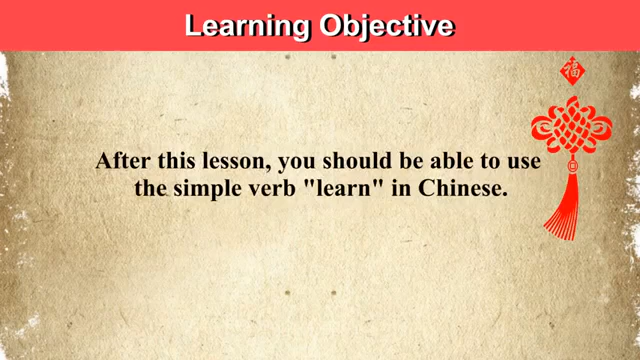 Learning Objective
福
After this lesson, you should be able to use
the simple verb "learn" in Chinese.